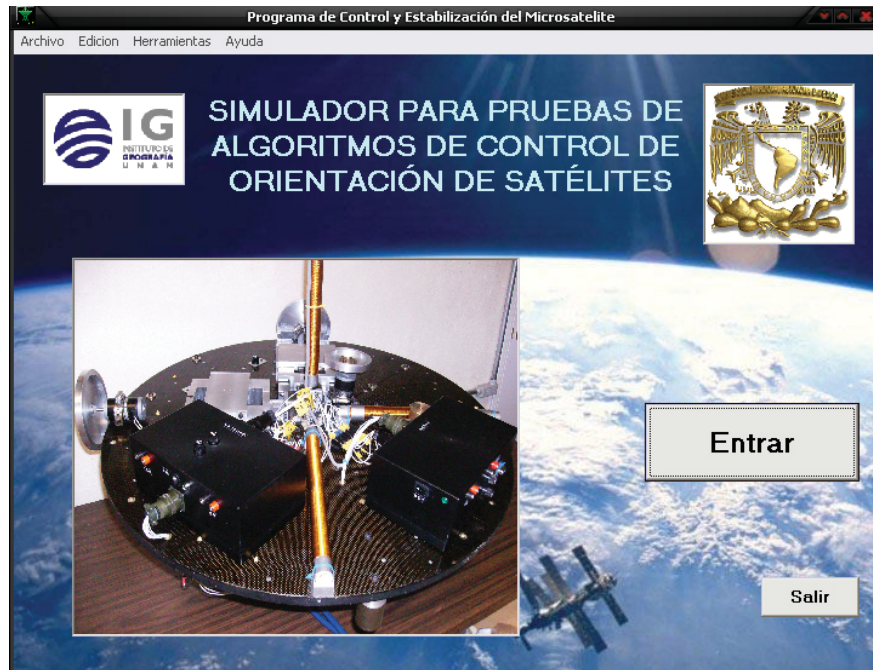 Programa de Control y Estabilización del Microsatelite
Archivo Edicion Herramientas Ayuda
IG
INSTITUTO DE
GEOGRAFÍA
UNAM
SIMULADOR PARA PRUEBAS DE
ALGORITMOS DE CONTROL DE
ORIENTACIÓN DE SATÉLITES
Entrar
Salir